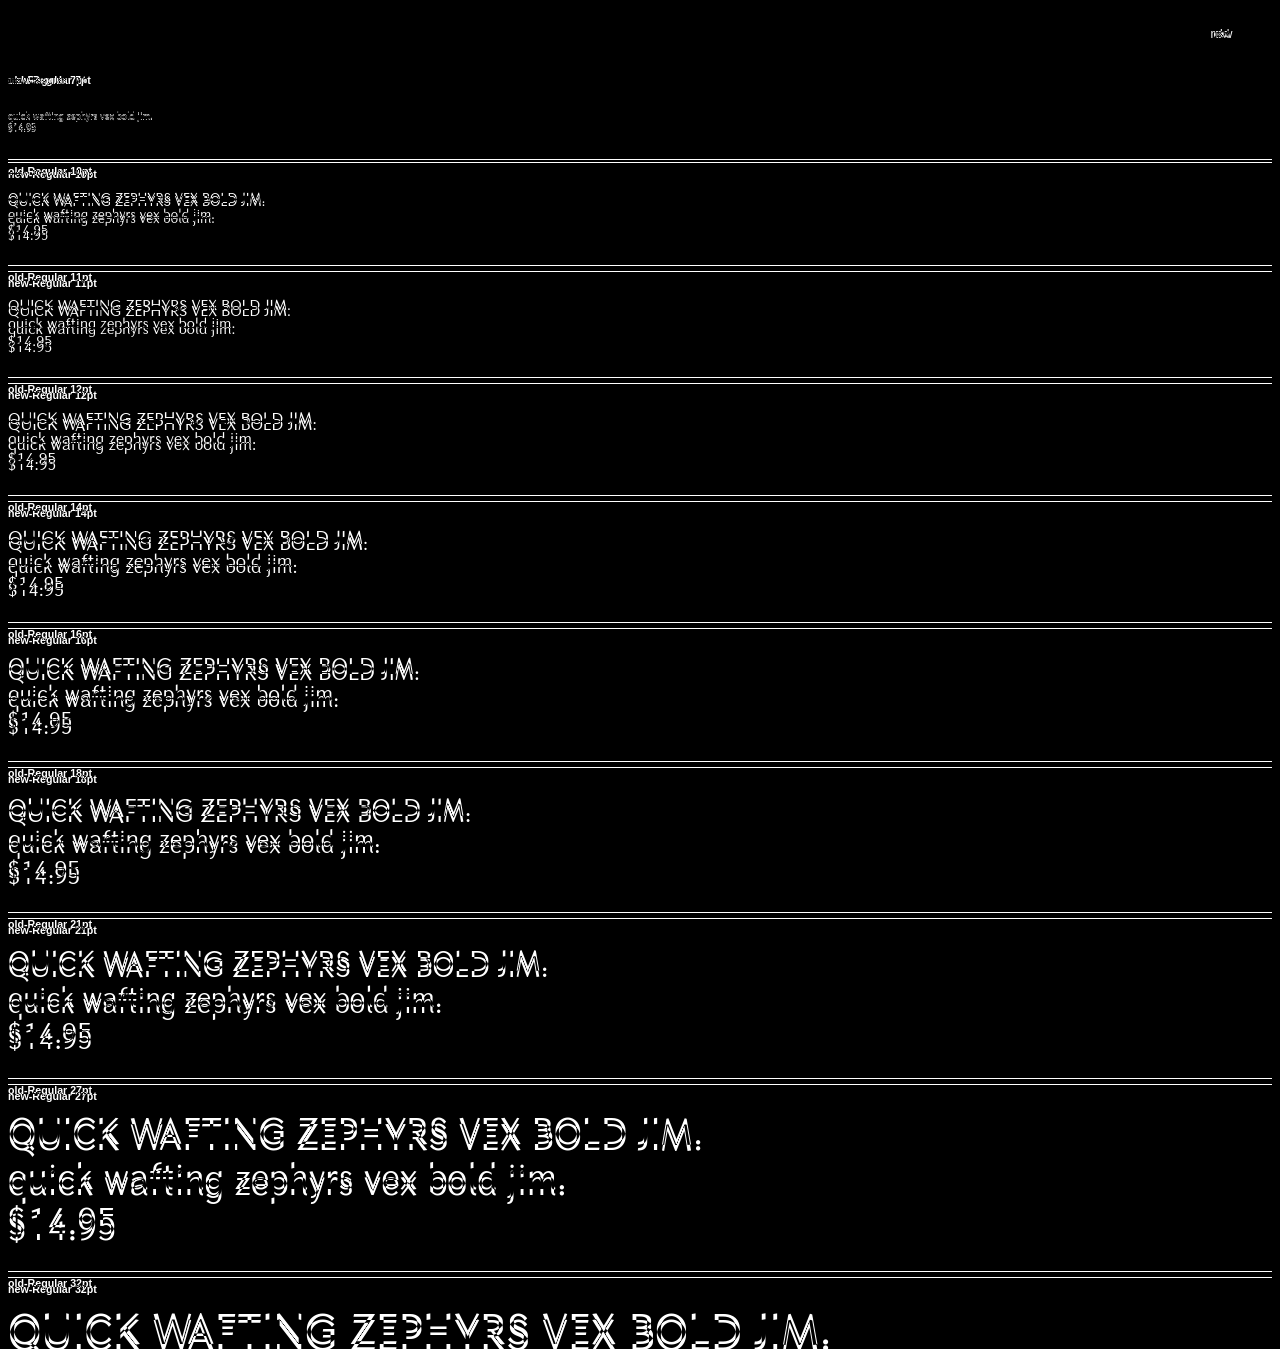 quick wafting zephyrs vex bold jim.
$14.95
old-Regular 10pt
new-Regular 10pt
QUICK WAFTING ZEPHYRS VEX BOLD JIM.
quick wafting zephyrs vex bold jim.
$14.95
old-Regular 11pt
new-Regular 11pt
QUICK WAFTING ZEPHYRS VEX BOLD JIM.
quick wafting zephyrs vex bold jim.
$14.95
old-Regular 12pt
new-Regular 12pt
QUICK WAFTING ZEPHYRS VEX BOLD JIM.
quick wafting zephyrs vex bold jim.
$14.95
old-Regular 14pt
new-Regular 14pt
QUICK WAFTING ZEPHYRS VEX BOLD JIM.
quick wafting zephyrs vex bold jim.
$14.95
old-Regular 16pt
new-Regular 16pt
QUICK WAFTING ZEPHYRS VEX BOLD JIM.
quick wafting zephyrs vex bold jim.
$14.95
old-Regular 18pt
new-Regular 18pt
QUICK WAFTING ZEPHYRS VEX BOLD JIM.
quick wafting zephyrs vex bold jim.
$14.95
old-Regular 21pt
new-Regular 21pt
QUICK WAFTING ZEPHYRS VEX BOLD JIM.
quick wafting zephyrs vex bold jim.
$14.95
old-Regular 27pt
new-Regular 27pt
QUICK WAFTING ZEPHYRS VEX BOLD JIM.
quick wafting zephyrs vex bold jim.
$14.95
old-Regular 32pt
new-Regular 32pt
QUICK WAFTING ZEPHYRS VEX BOLD JIM.